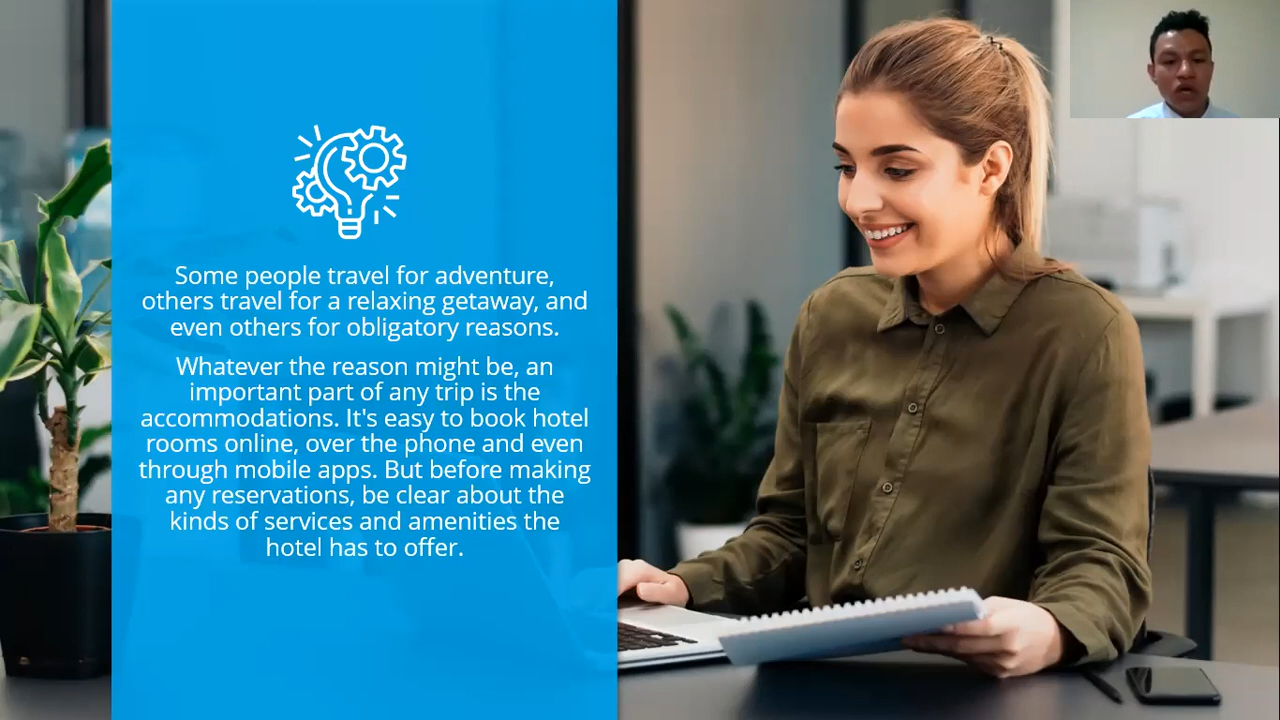 Some people travel for adventure,
others travel for a relaxing getaway, and
even others for obligatory reasons.
Whatever the reason might be, an
important part of any trip is the
accommodations. It's easy to book hotel
rooms online, over the phone and even
through mobile apps. But before making
any reservations, be clear about the
kinds of services and amenities the
hotel has to offer.